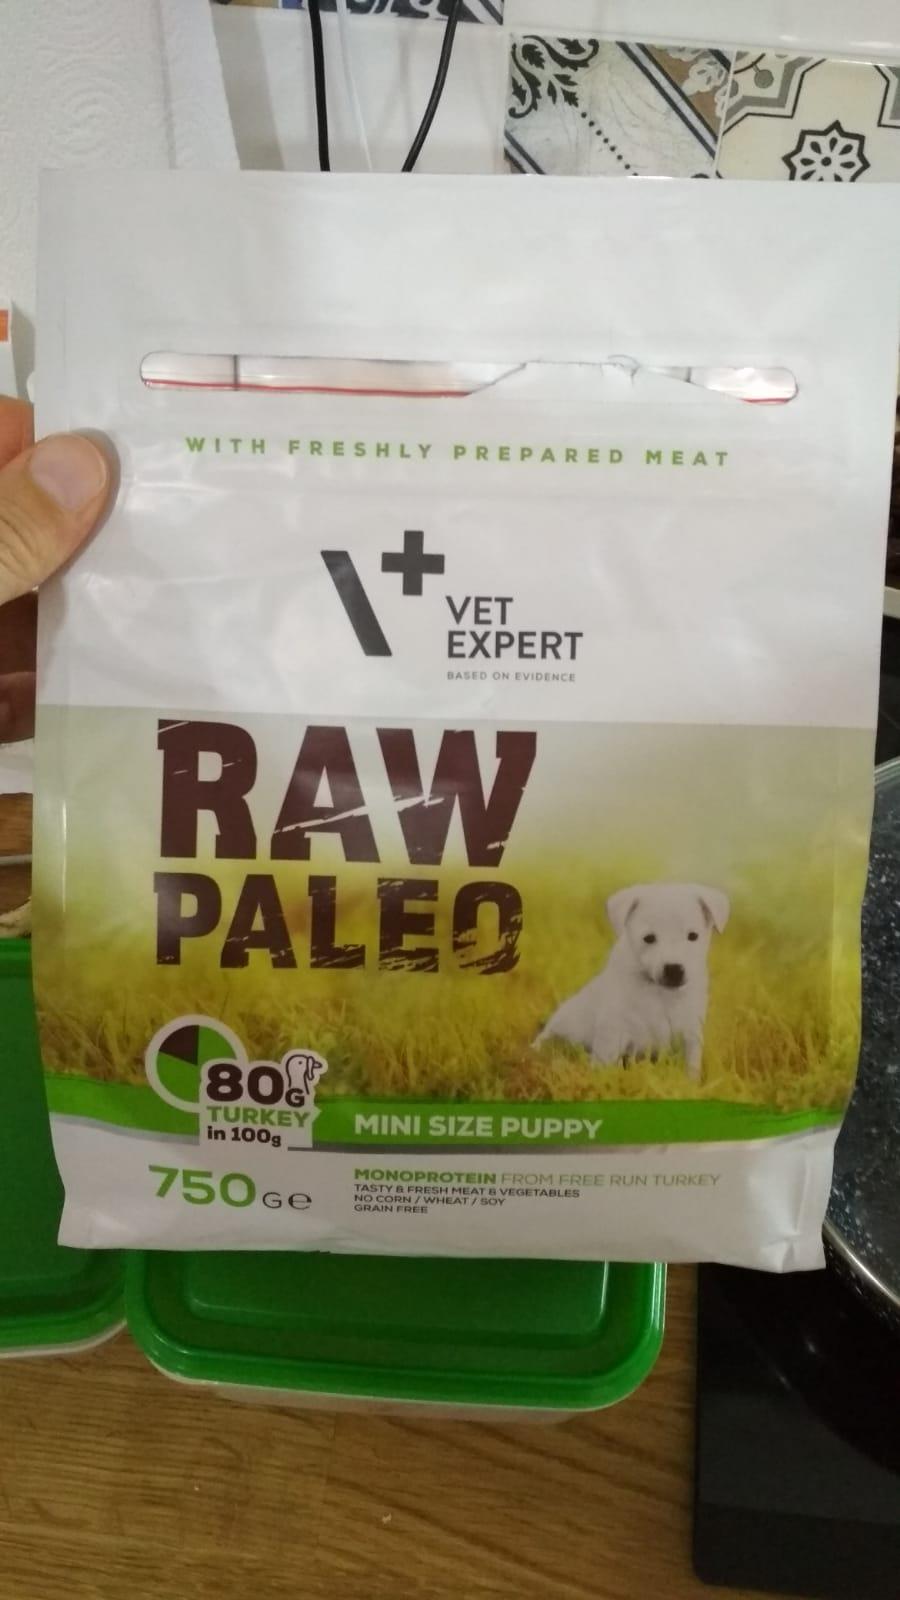 WITH FRESHLY PREPARED MEAT
V+
VET
EXPERT
BASED ON EVIDENCE
RAW
PALEO
80G
TURKEY
in 100g
MINI SIZE PUPPY
750 G e
MONOPROTEIN FROM FREE RUN TURKEY
TASTY & FRESH MEAT & VEGETABLES
NO CORN / WHEAT / SOY
GRAIN FREE